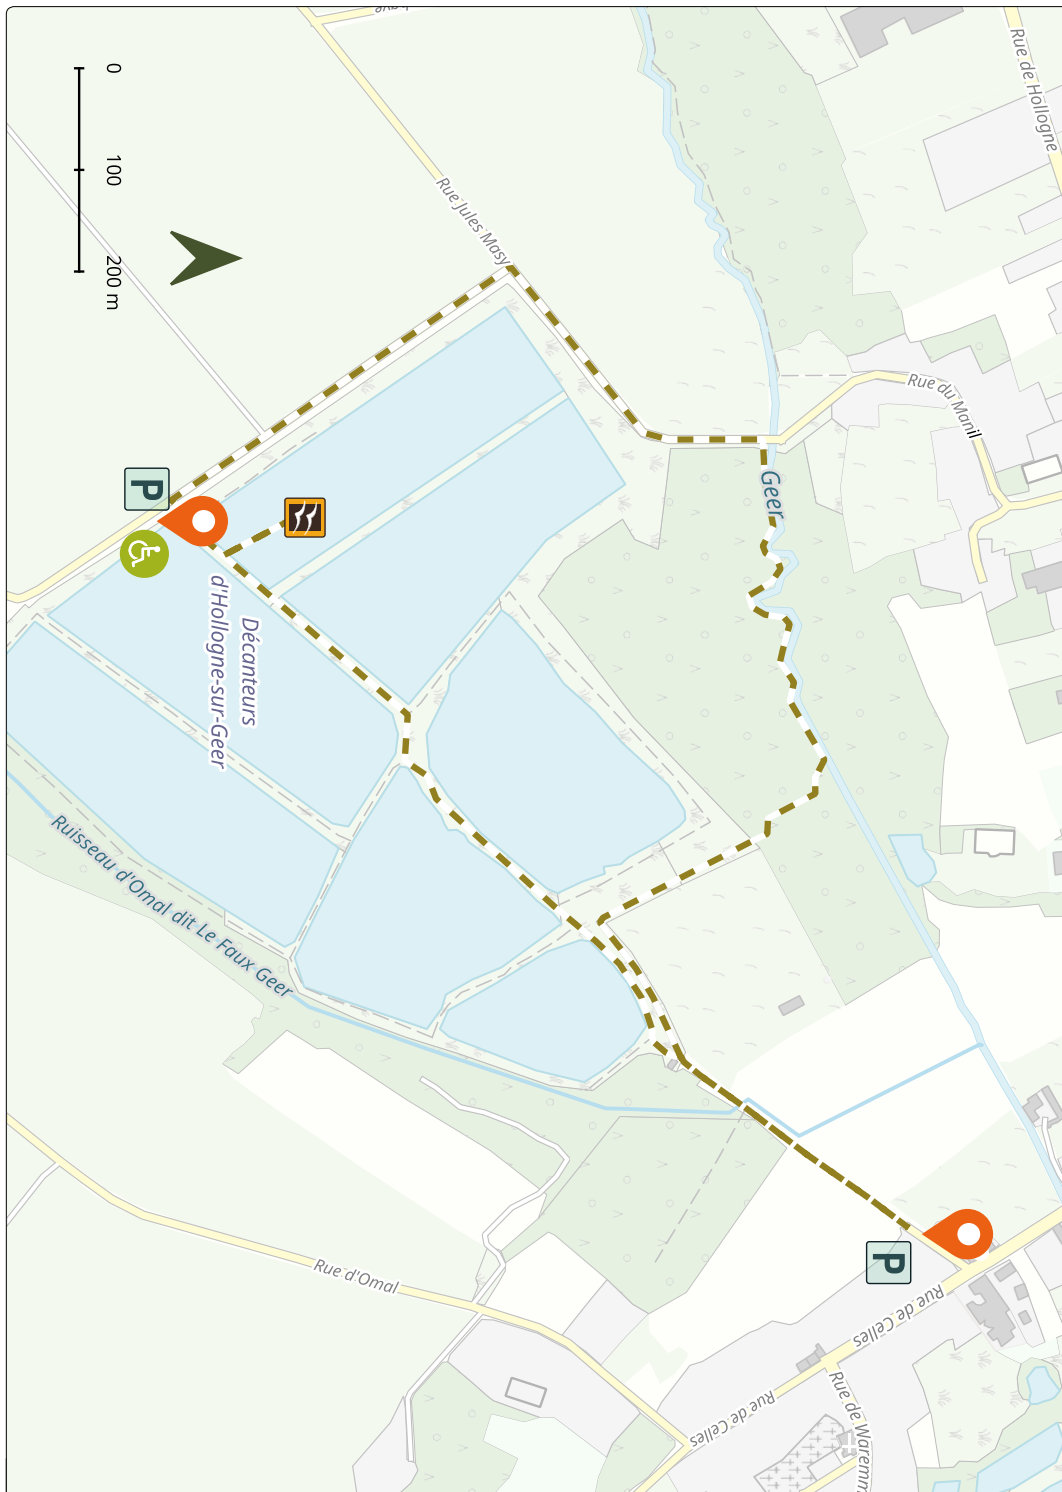 Rue de Hollogne
Rue Jules Masy
0
100
200 m
Rue du Manil
Geer
P
Décanteurs
d'Hollogne-sur-Geer
Ruisseau d'Omal dit Le Faux Geer
P
Rue d'Omal
Rue de Celles
Rue de Celles
Rue de Waremm